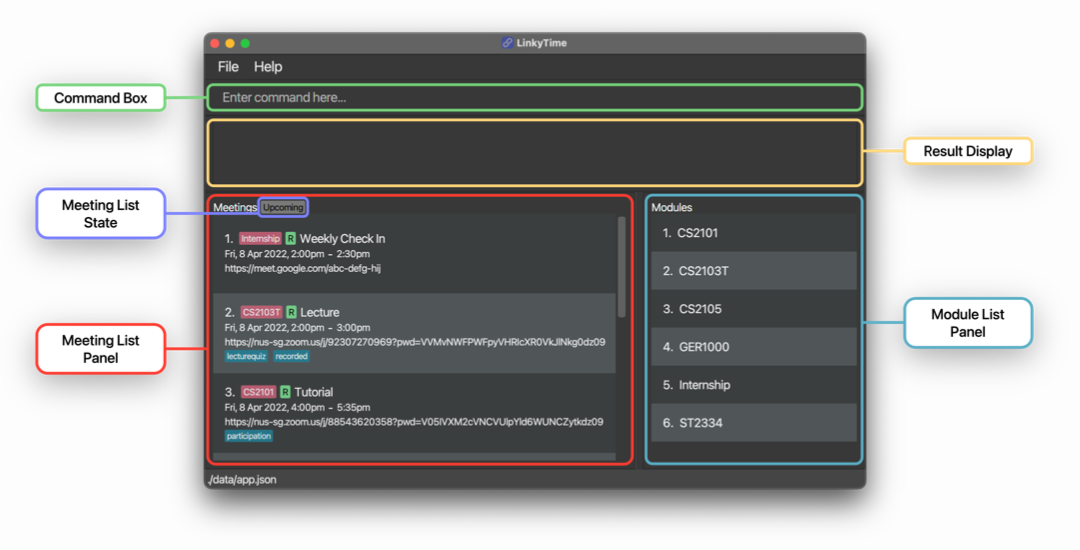 LinkyTime
File Help
Command Box
Enter command here...
Result Display
Meeting List
State
Meetings Upcoming
Modules
1. Internship R Weekly Check In
Fri, 8 Apr 2022, 2:00pm - 2:30pm
https://meet.google.com/abc-defg-hij
2. CS2103T R Lecture
Fri, 8 Apr 2022, 2:00pm - 3:00pm
https://nus-sg.zoom.us/j/92307270969?pwd=VVMvNWFPWFpyVHRlcXR0VkJlNkg0dz09
lecturequiz recorded
3. CS2101 R Tutorial
Fri, 8 Apr 2022, 4:00pm - 5:35pm
https://nus-sg.zoom.us/j/88543620358?pwd=V05lVXM2cVNCVUlpYld6WUNCZytkdz09
participation
Meeting List
Panel
1. CS2101
2. CS2103T
3. CS2105
4. GER1000
5. Internship
6. ST2334
Module List
Panel
./data/app.json